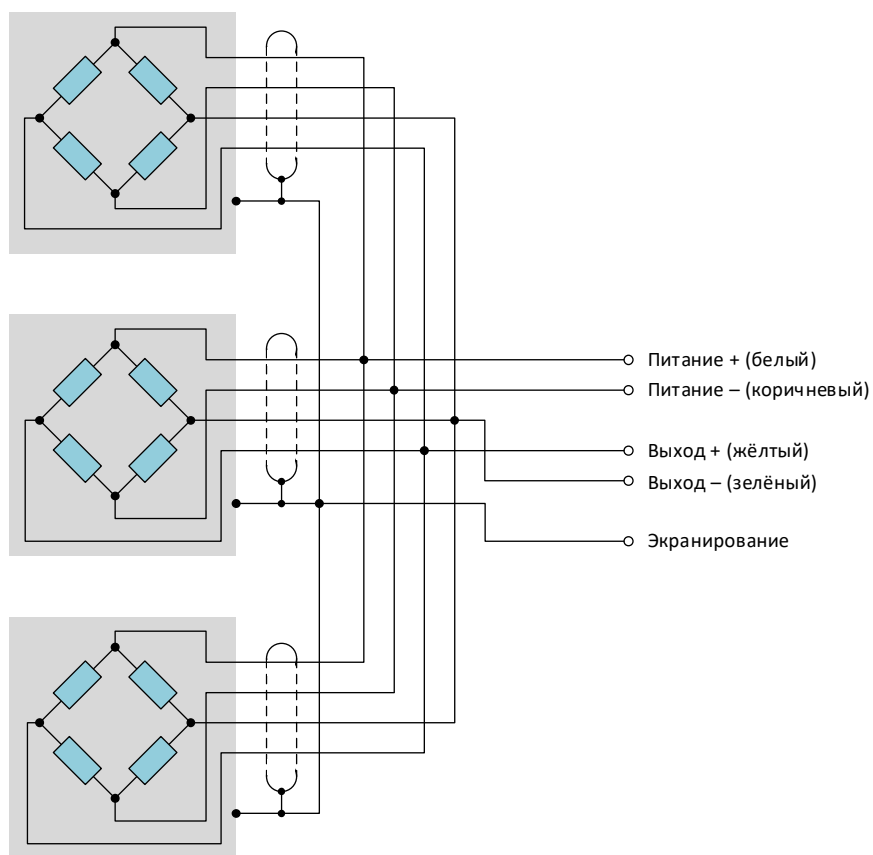 Питание + (белый)
Питание – (коричневый)
Выход + (жёлтый)
Выход – (зелёный)
Экранирование